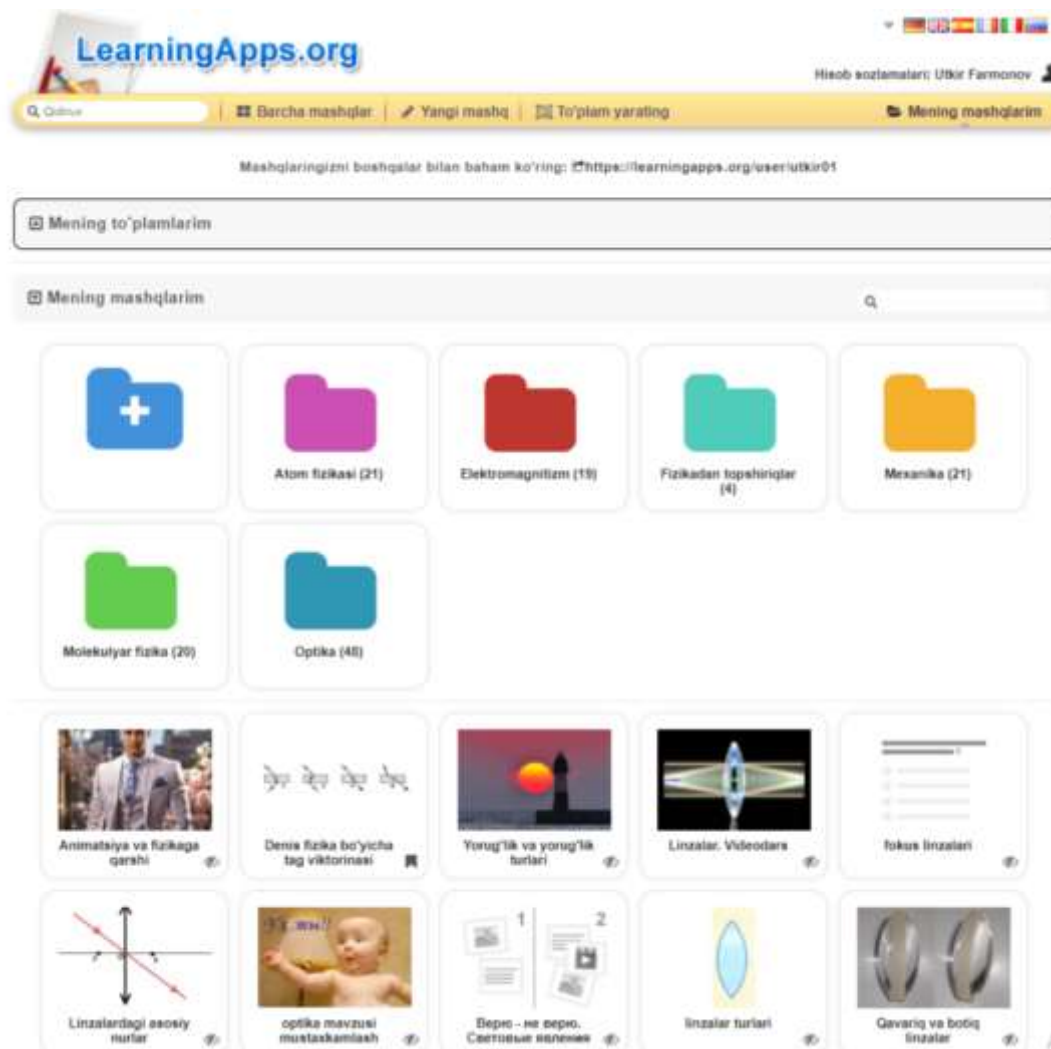 LearningApps.org
Hisob sozlamalari: Utkir Farmonov
Qidiruv
Barcha mashqlar
Yangi mashq
To'plam yarating
Mening mashqlarim
Mashqlaringizni boshqalar bilan baham ko'ring: https://learningapps.org/user/utkir01
Mening to'plamlarim
Mening mashqlarim
Atom fizikasi (21)
Elektromagnitizm (19)
Fizikadan topshiriqlar
(4)
Mexanika (21)
Molekulyar fizika (20)
Optika (48)
Animatsiya va fizikaga
qarshi
Denis fizika bo'yicha
tag viktorinasi
Yorug'lik va yorug'lik
turlari
Linzalar. Videodars
fokus linzalari
1
2
Linzalardagi asosiy
nurlar
optika mavzusi
mustaxkamlash
Верю - не верю.
Световые явления
linzalar turlari
Qavariq va botiq
linzalar